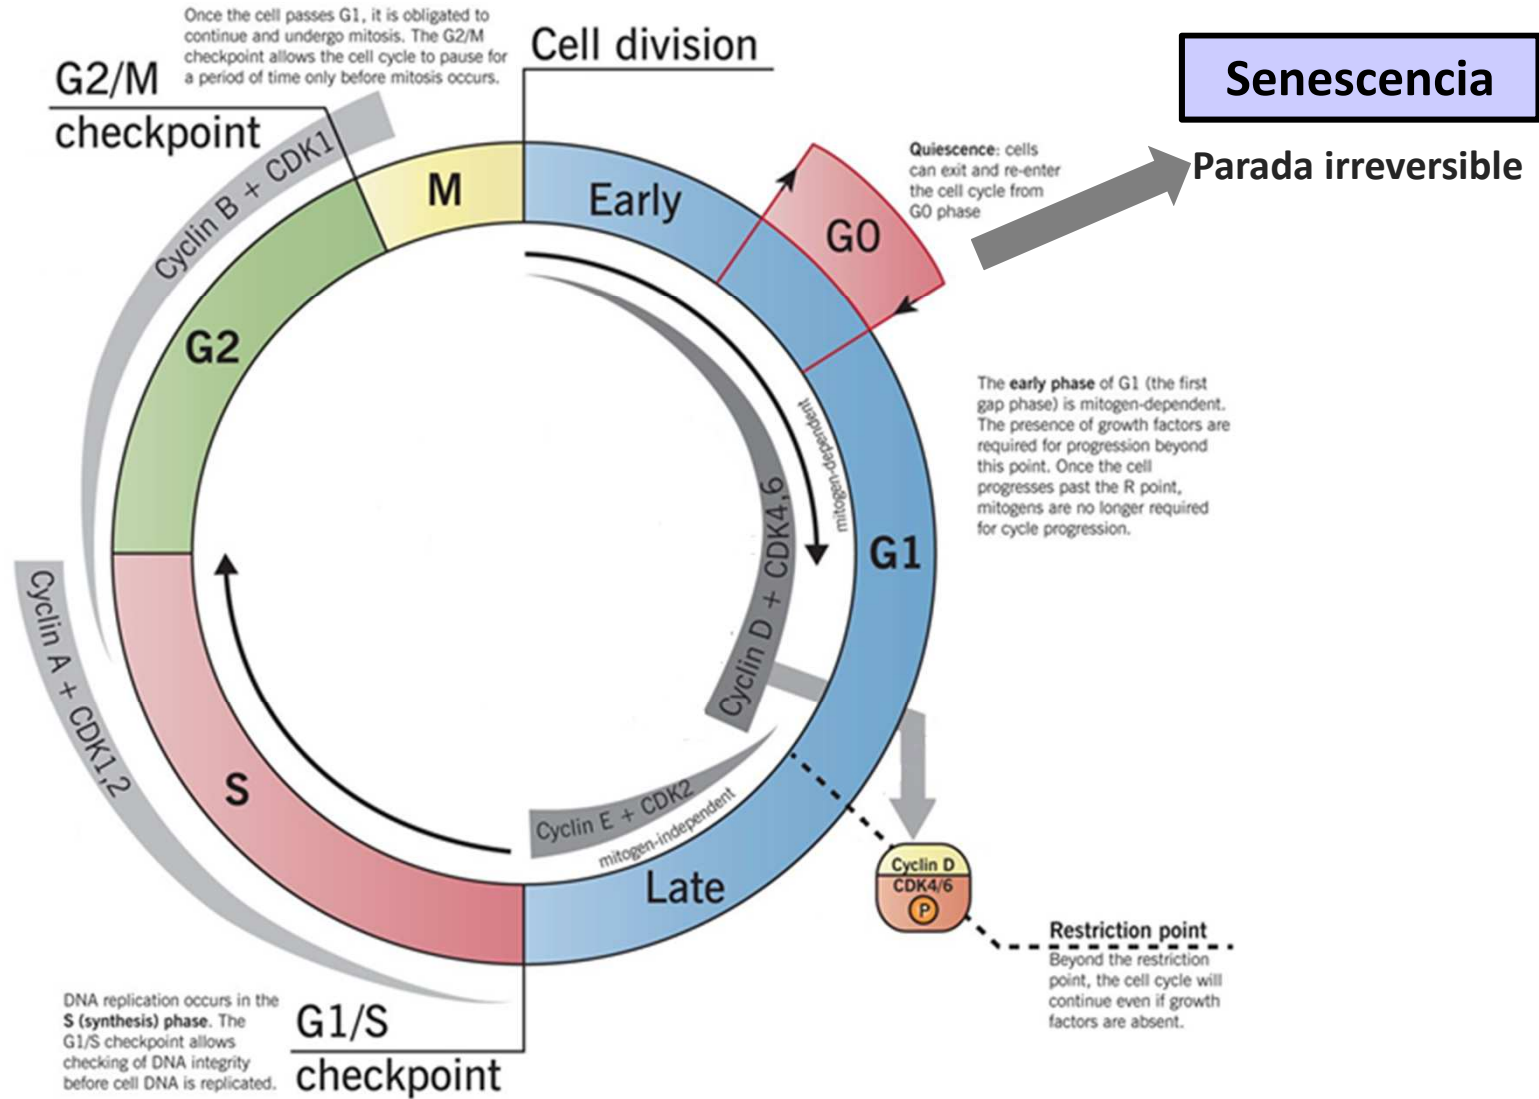 Once the cell passes G1, it is obligated to
continue and undergo mitosis. The G2/M
checkpoint allows the cell cycle to pause for
a period of time only before mitosis occurs.
G2/M
checkpoint
Cell division
Senescencia
Parada irreversible
Quiescence: cells
can exit and re-enter
the cell cycle from
G0 phase
Cyclin B + CDK1
M
Early
G0
G2
The early phase of G1 (the first
gap phase) is mitogen-dependent.
The presence of growth factors are
required for progression beyond
this point. Once the cell
progresses past the R point,
mitogens are no longer required
for cycle progression.
mitogen-dependent
Cyclin D + CDK4,6
G1
Cyclin A + CDK1,2
S
Cyclin E + CDK2
mitogen-independent
Late
Cyclin D
CDK4/6
P
Restriction point
Beyond the restriction
point, the cell cycle will
continue even if growth
factors are absent.
DNA replication occurs in the
S (synthesis) phase. The
G1/S checkpoint allows
checking of DNA integrity
before cell DNA is replicated.
G1/S
checkpoint